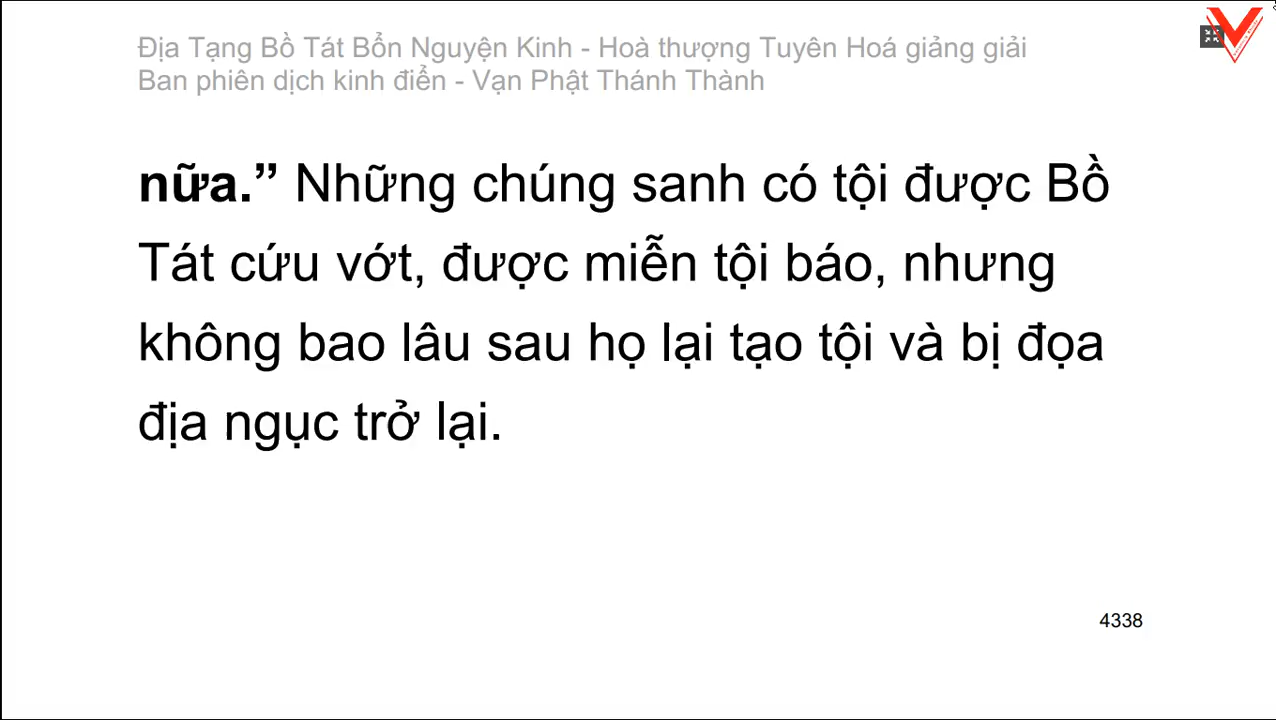 Địa Tạng Bồ Tát Bổn Nguyện Kinh - Hoà thượng Tuyên Hoá giảng giải
Ban phiên dịch kinh điển - Vạn Phật Thánh Thành
nữa.” Những chúng sanh có tội được Bồ
Tát cứu vớt, được miễn tội báo, nhưng
không bao lâu sau họ lại tạo tội và bị đọa
địa ngục trở lại.
4338